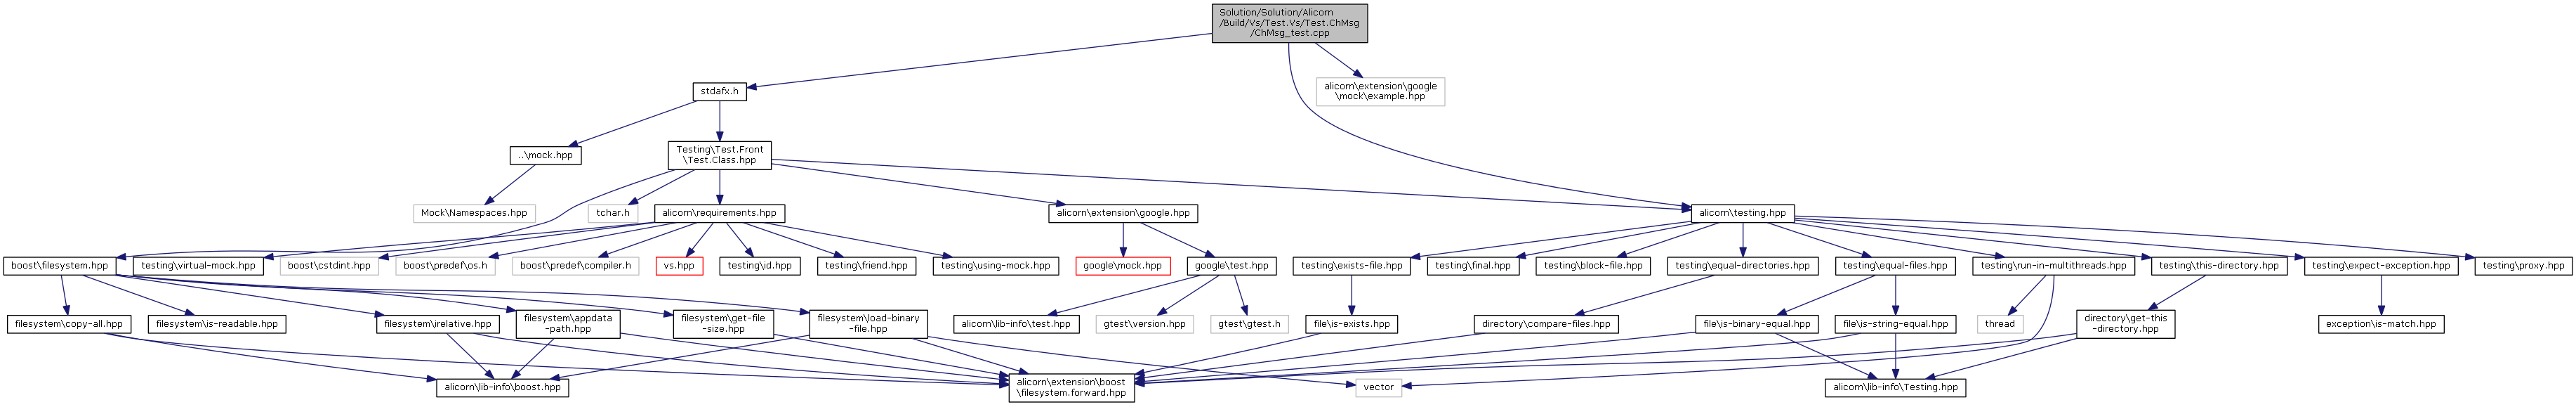 Solution/Solution/Alicorn
/Build/Vs/Test.Vs/Test.ChMsg
/ChMsg_test.cpp
stdafx.h
alicorn\extension\google
\mock\example.hpp
..\mock.hpp
Testing\Test.Front
\Test.Class.hpp
Mock\Namespaces.hpp
tchar.h
alicorn\requirements.hpp
alicorn\extension\google.hpp
alicorn\testing.hpp
boost\filesystem.hpp
testing\virtual-mock.hpp
boost\cstdint.hpp
boost\predef\os.h
boost\predef\compiler.h
vs.hpp
testing\id.hpp
testing\friend.hpp
testing\using-mock.hpp
google\mock.hpp
google\test.hpp
testing\exists-file.hpp
testing\final.hpp
testing\block-file.hpp
testing\equal-directories.hpp
testing\equal-files.hpp
testing\run-in-multithreads.hpp
testing\this-directory.hpp
testing\expect-exception.hpp
testing\proxy.hpp
filesystem\copy-all.hpp
filesystem\is-readable.hpp
filesystem\irelative.hpp
filesystem\appdata
-path.hpp
filesystem\get-file
-size.hpp
filesystem\load-binary
-file.hpp
alicorn\lib-info\test.hpp
gtest\version.hpp
gtest\gtest.h
file\is-exists.hpp
directory\compare-files.hpp
file\is-binary-equal.hpp
file\is-string-equal.hpp
thread
directory\get-this
-directory.hpp
exception\is-match.hpp
alicorn\lib-info\boost.hpp
alicorn\extension\boost
\filesystem.forward.hpp
vector
alicorn\lib-info\Testing.hpp